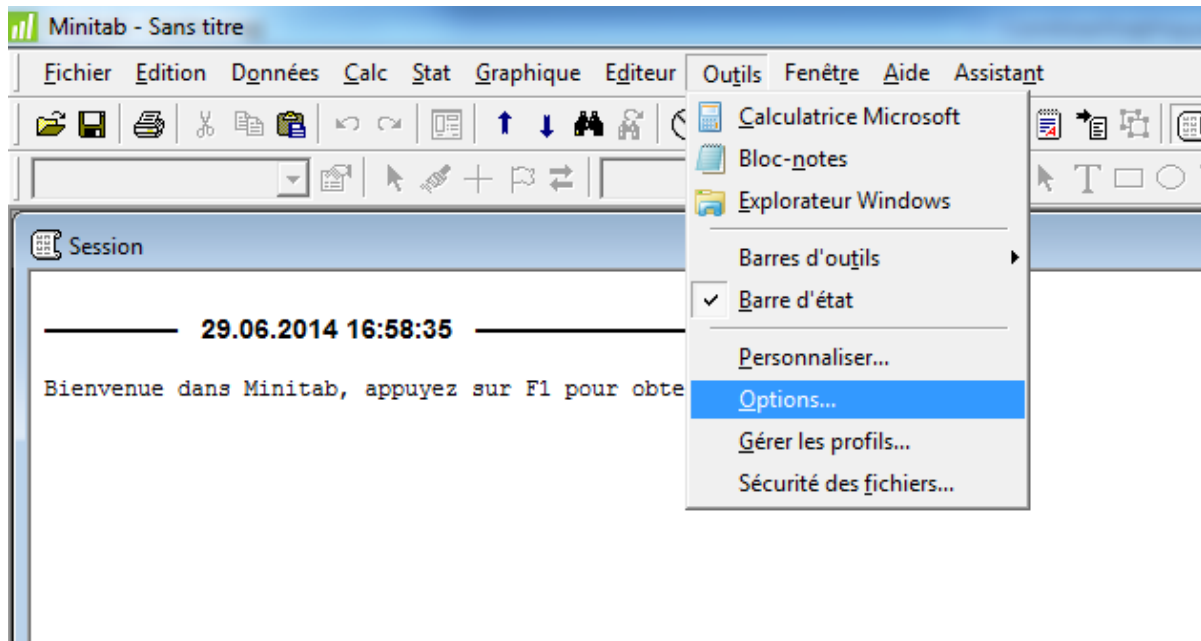 Minitab - Sans titre
Fichier Edition Données Calc Stat Graphique Editeur Outils Fenêtre Aide Assistant
Calculatrice Microsoft
Bloc-notes
Explorateur Windows
Barres d'outils
Barre d'état
Personnaliser...
Options...
Gérer les profils...
Sécurité des fichiers...
Session
29.06.2014 16:58:35
Bienvenue dans Minitab, appuyez sur F1 pour obte